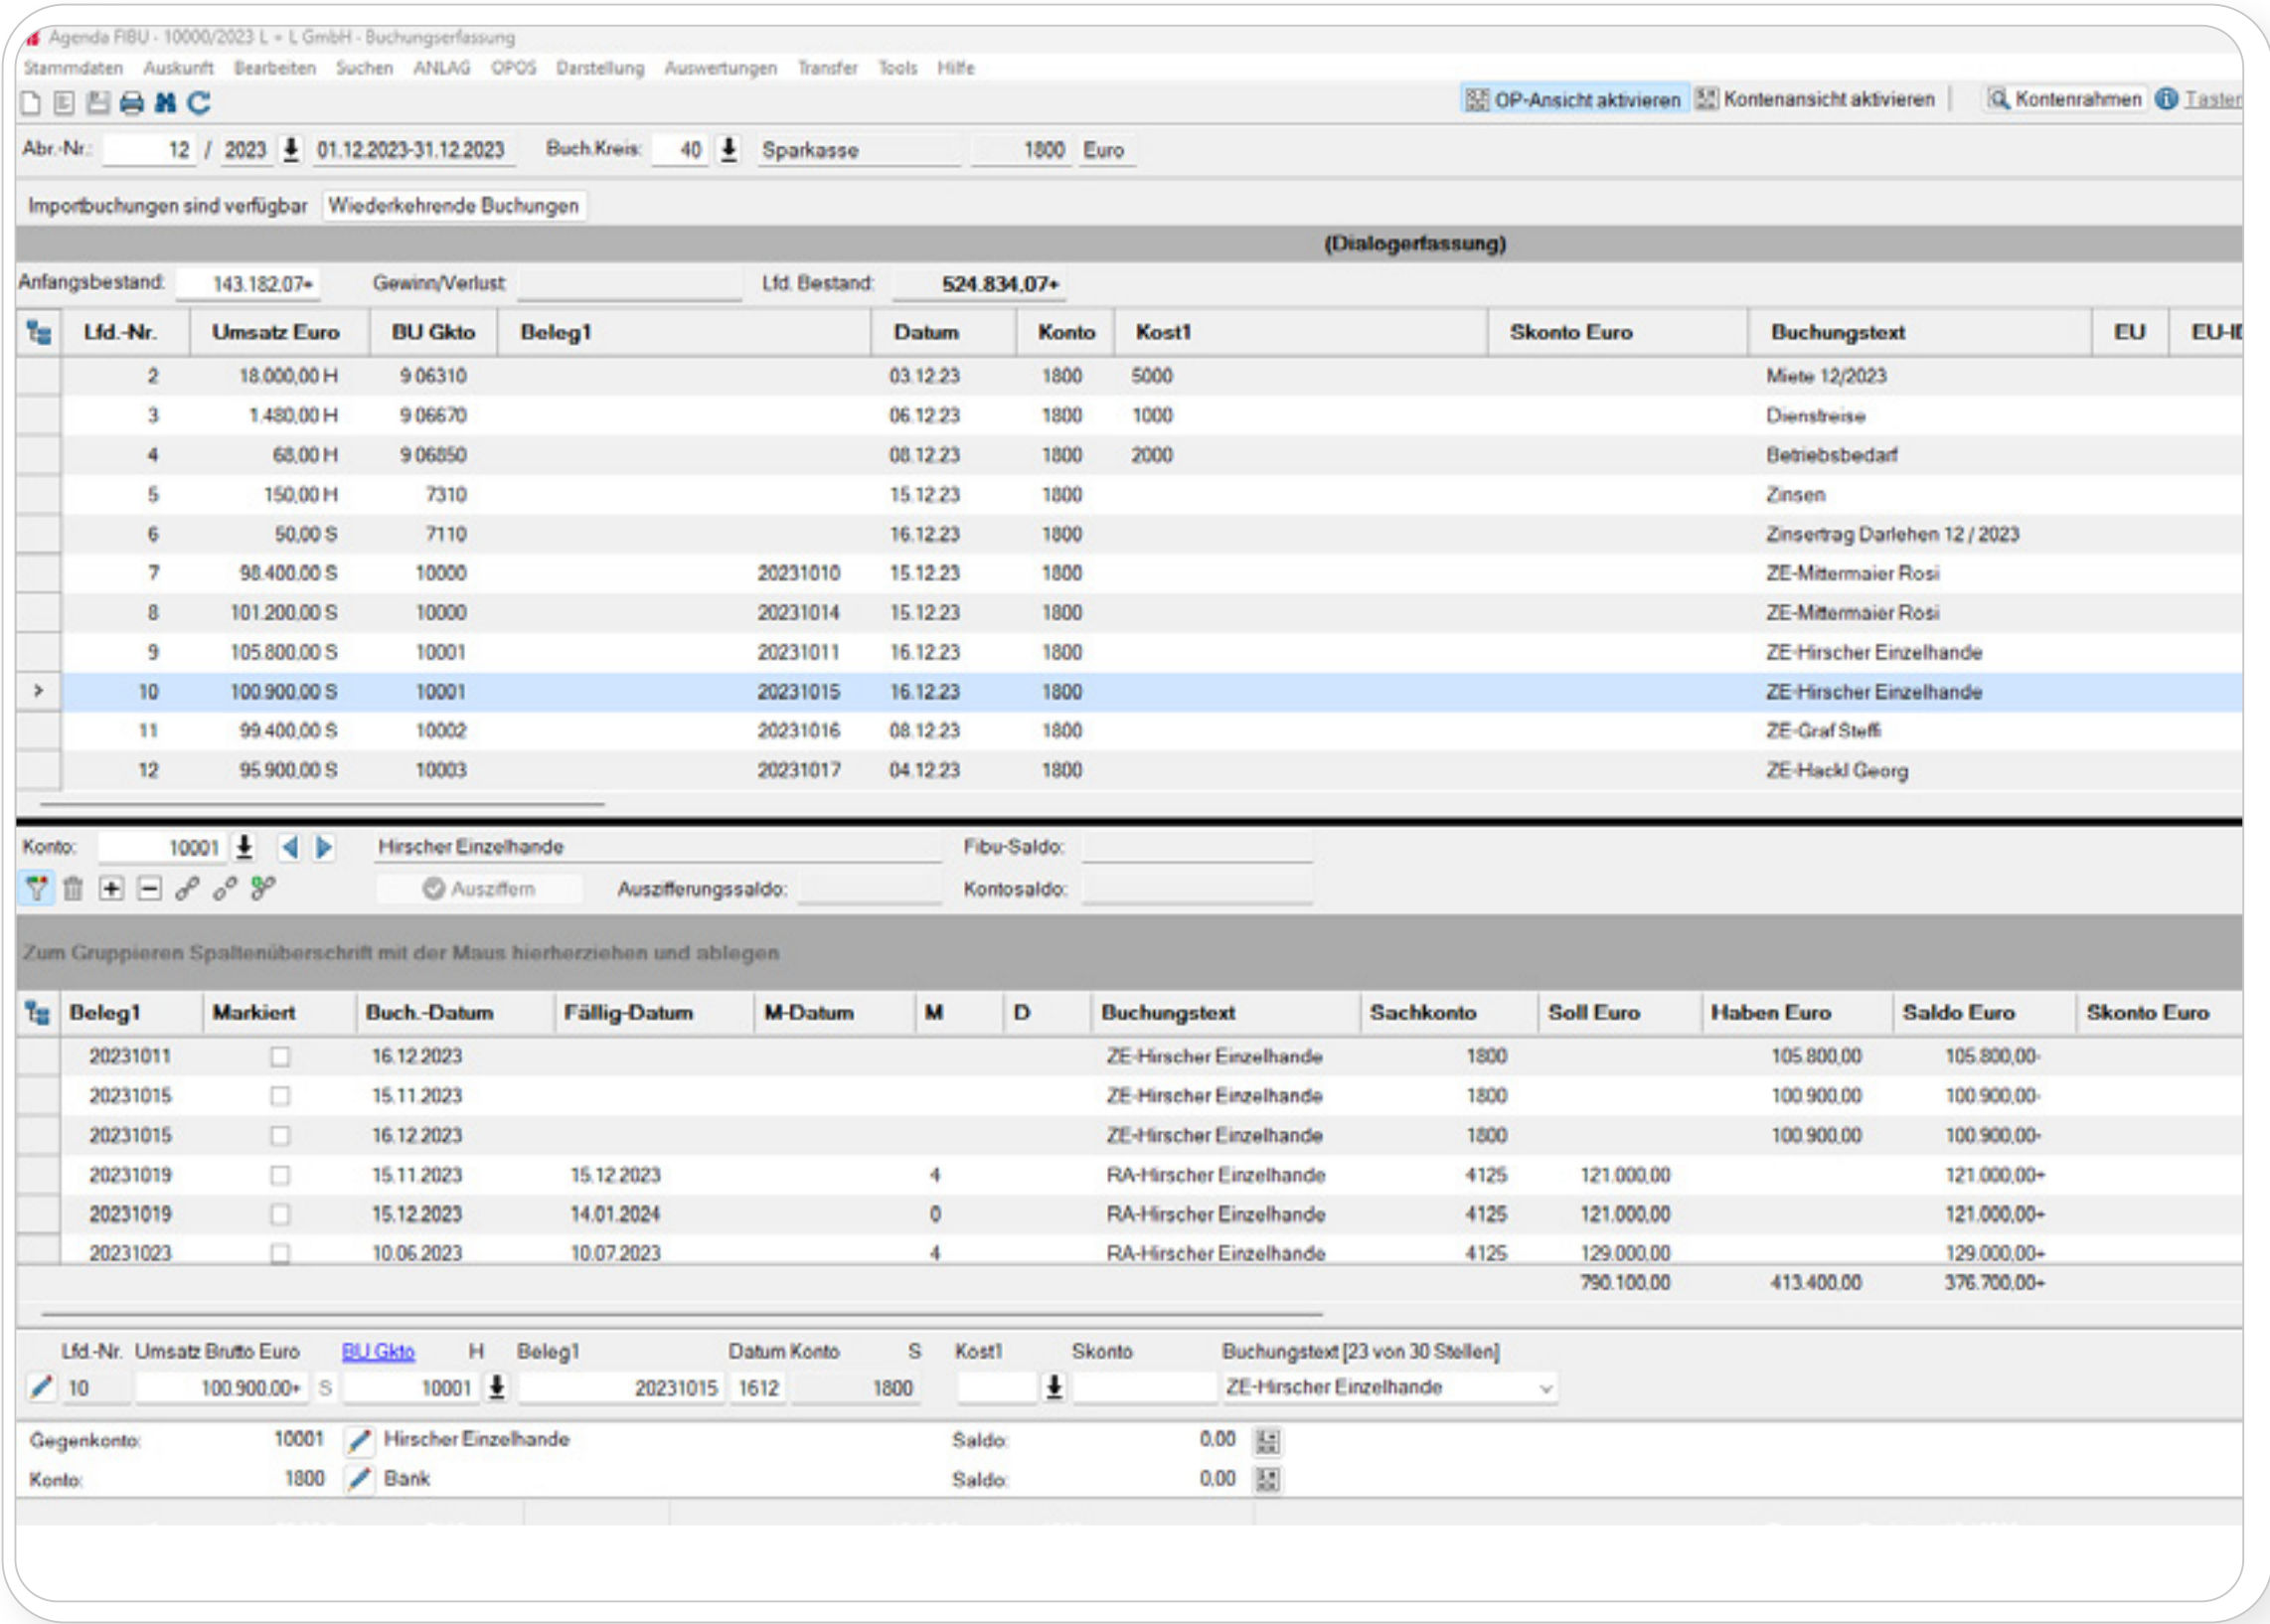 Agenda FIBU - 10000/2023 L + L GmbH - Buchungserfassung
Stammdaten Auskunft Bearbeiten Suchen ANLAG OPOS Darstellung Auswertungen Transfer Tools Hilfe
OP-Ansicht aktivieren Kontenansicht aktivieren Kontenrahmen Tasten
Abr.-Nr.: 12 / 2023 01.12.2023-31.12.2023 Buch.Kreis: 40 Sparkasse 1800 Euro
Importbuchungen sind verfügbar Wiederkehrende Buchungen
(Dialogerfassung)
Anfangsbestand: 143.182,07+ Gewinn/Verlust: Lfd. Bestand: 524.834,07+
Lfd.-Nr. Umsatz Euro BU Gkto Beleg1 Datum Konto Kost1 Skonto Euro Buchungstext EU EU-ID
2 18.000,00 H 9 06310 03.12.23 1800 5000 Miete 12/2023
3 1.480,00 H 9 06670 06.12.23 1800 1000 Dienstreise
4 68,00 H 9 06850 08.12.23 1800 2000 Betriebsbedarf
5 150,00 H 7310 15.12.23 1800 Zinsen
6 50,00 S 7110 16.12.23 1800 Zinsertrag Darlehen 12 / 2023
7 98.400,00 S 10000 20231010 15.12.23 1800 ZE-Mittermaier Rosi
8 101.200,00 S 10000 20231014 15.12.23 1800 ZE-Mittermaier Rosi
9 105.800,00 S 10001 20231011 16.12.23 1800 ZE-Hirscher Einzelhande
> 10 100.900,00 S 10001 20231015 16.12.23 1800 ZE-Hirscher Einzelhande
11 99.400,00 S 10002 20231016 08.12.23 1800 ZE-Graf Steffi
12 95.900,00 S 10003 20231017 04.12.23 1800 ZE-Hackl Georg
Konto: 10001 Hirscher Einzelhande Fibu-Saldo:
Ausziffern Auszifferungssaldo: Kontosaldo:
Zum Gruppieren Spaltenüberschrift mit der Maus hierherziehen und ablegen
Beleg1 Markiert Buch.-Datum Fällig-Datum M-Datum M D Buchungstext Sachkonto Soll Euro Haben Euro Saldo Euro Skonto Euro
20231011 16.12.2023 ZE-Hirscher Einzelhande 1800 105.800,00 105.800,00-
20231015 15.11.2023 ZE-Hirscher Einzelhande 1800 100.900,00 100.900,00-
20231015 16.12.2023 ZE-Hirscher Einzelhande 1800 100.900,00 100.900,00-
20231019 15.11.2023 15.12.2023 4 RA-Hirscher Einzelhande 4125 121.000,00 121.000,00+
20231019 15.12.2023 14.01.2024 0 RA-Hirscher Einzelhande 4125 121.000,00 121.000,00+
20231023 10.06.2023 10.07.2023 4 RA-Hirscher Einzelhande 4125 129.000,00 129.000,00+
790.100,00 413.400,00 376.700,00+
Lfd.-Nr. Umsatz Brutto Euro BU Gkto H Beleg1 Datum Konto S Kost1 Skonto Buchungstext [23 von 30 Stellen]
10 100.900,00+ S 10001 20231015 1612 1800 ZE-Hirscher Einzelhande
Gegenkonto: 10001 Hirscher Einzelhande Saldo: 0,00
Konto: 1800 Bank Saldo: 0,00